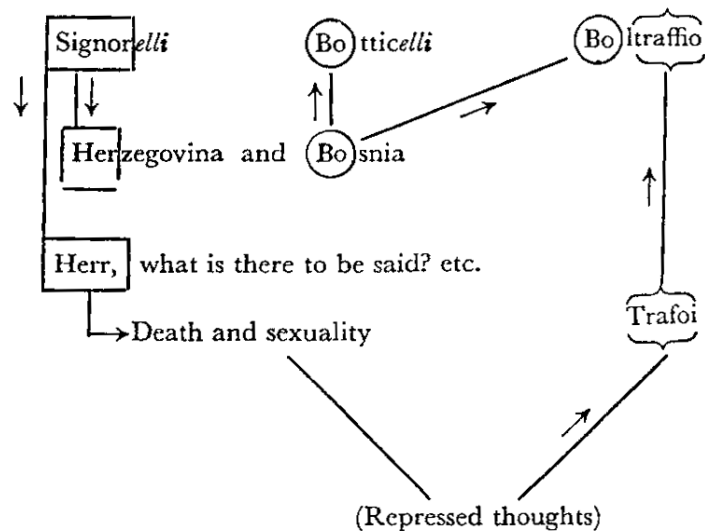 Signorelli Botticelli Boltraffio
Herzegovina and Bosnia
Herr, what is there to be said? etc.
Trafoi
Death and sexuality
(Repressed thoughts)